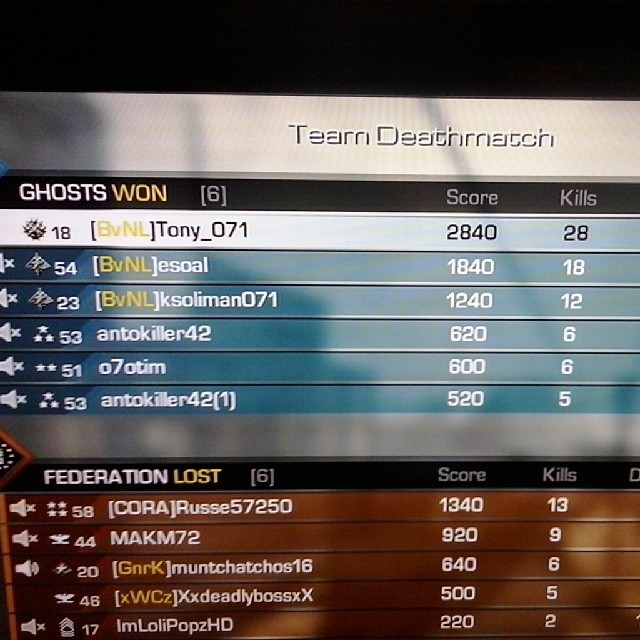 Team Deathmatch
GHOSTS WON [6] Score Kills
18 [BvNL]Tony_071 2840 28
54 [BvNL]esoal 1840 18
23 [BvNL]ksoliman071 1240 12
53 antokiller42 620 6
51 o7otim 600 6
53 antokiller42(1) 520 5
FEDERATION LOST [6] Score Kills D
58 [CORA]Russe57250 1340 13
44 MAKM72 920 9
20 [GnrK]muntchatchos16 640 6
46 [xWCz]XxdeadlybossxX 500 5
17 ImLoliPopzHD 220 2